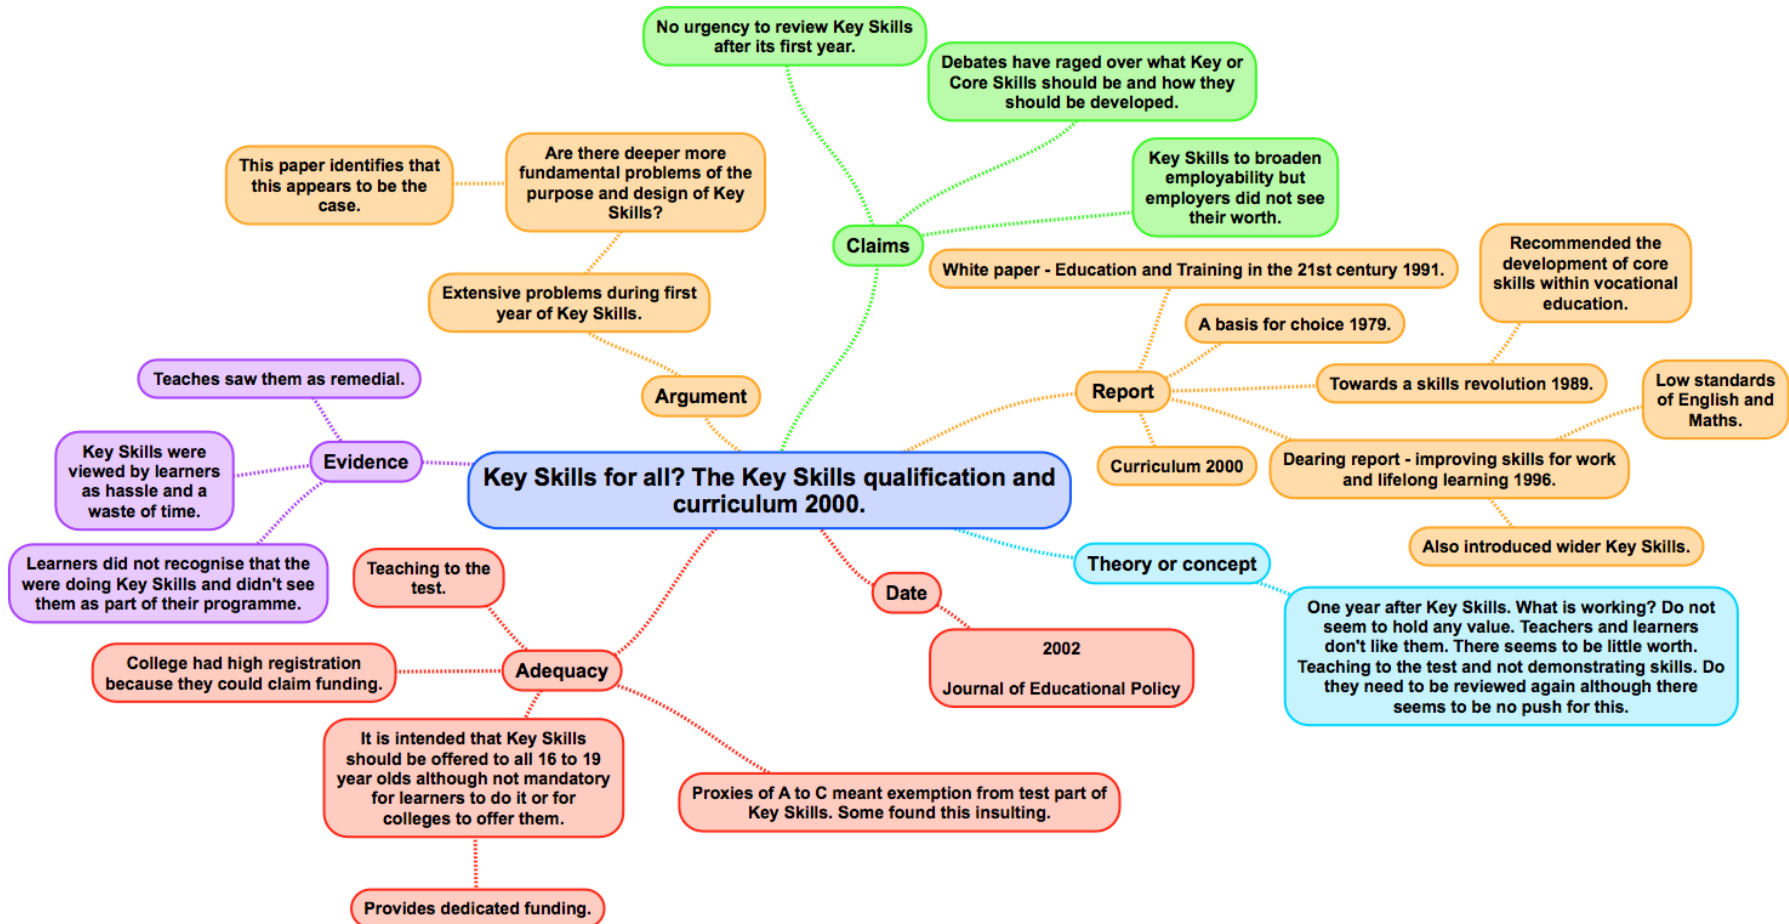 No urgency to review Key Skills
after its first year.
Debates have raged over what Key or
Core Skills should be and how they
should be developed.
Key Skills to broaden
employability but
employers did not see
their worth.
Claims
This paper identifies that
this appears to be the
case.
Are there deeper more
fundamental problems of the
purpose and design of Key
Skills?
Extensive problems during first
year of Key Skills.
Argument
White paper - Education and Training in the 21st century 1991.
A basis for choice 1979.
Recommended the
development of core
skills within vocational
education.
Towards a skills revolution 1989.
Report
Low standards
of English and
Maths.
Curriculum 2000
Dearing report - improving skills for work
and lifelong learning 1996.
Also introduced wider Key Skills.
Teaches saw them as remedial.
Key Skills were
viewed by learners
as hassle and a
waste of time.
Evidence
Learners did not recognise that the
were doing Key Skills and didn't see
them as part of their programme.
Key Skills for all? The Key Skills qualification and
curriculum 2000.
Teaching to the
test.
College had high registration
because they could claim funding.
Adequacy
It is intended that Key Skills
should be offered to all 16 to 19
year olds although not mandatory
for learners to do it or for
colleges to offer them.
Provides dedicated funding.
Proxies of A to C meant exemption from test part of
Key Skills. Some found this insulting.
Date
2002
Journal of Educational Policy
Theory or concept
One year after Key Skills. What is working? Do not
seem to hold any value. Teachers and learners
don't like them. There seems to be little worth.
Teaching to the test and not demonstrating skills. Do
they need to be reviewed again although there
seems to be no push for this.